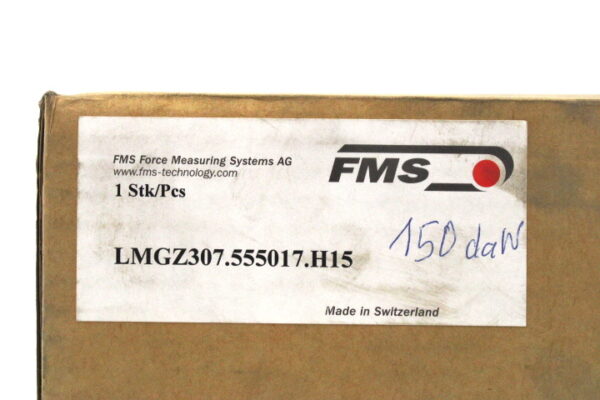 FMS Force Measuring Systems AG
www.fms-technology.com
1 Stk/Pcs
FMS
LMGZ307.555017.H15
150 daN
Made in Switzerland